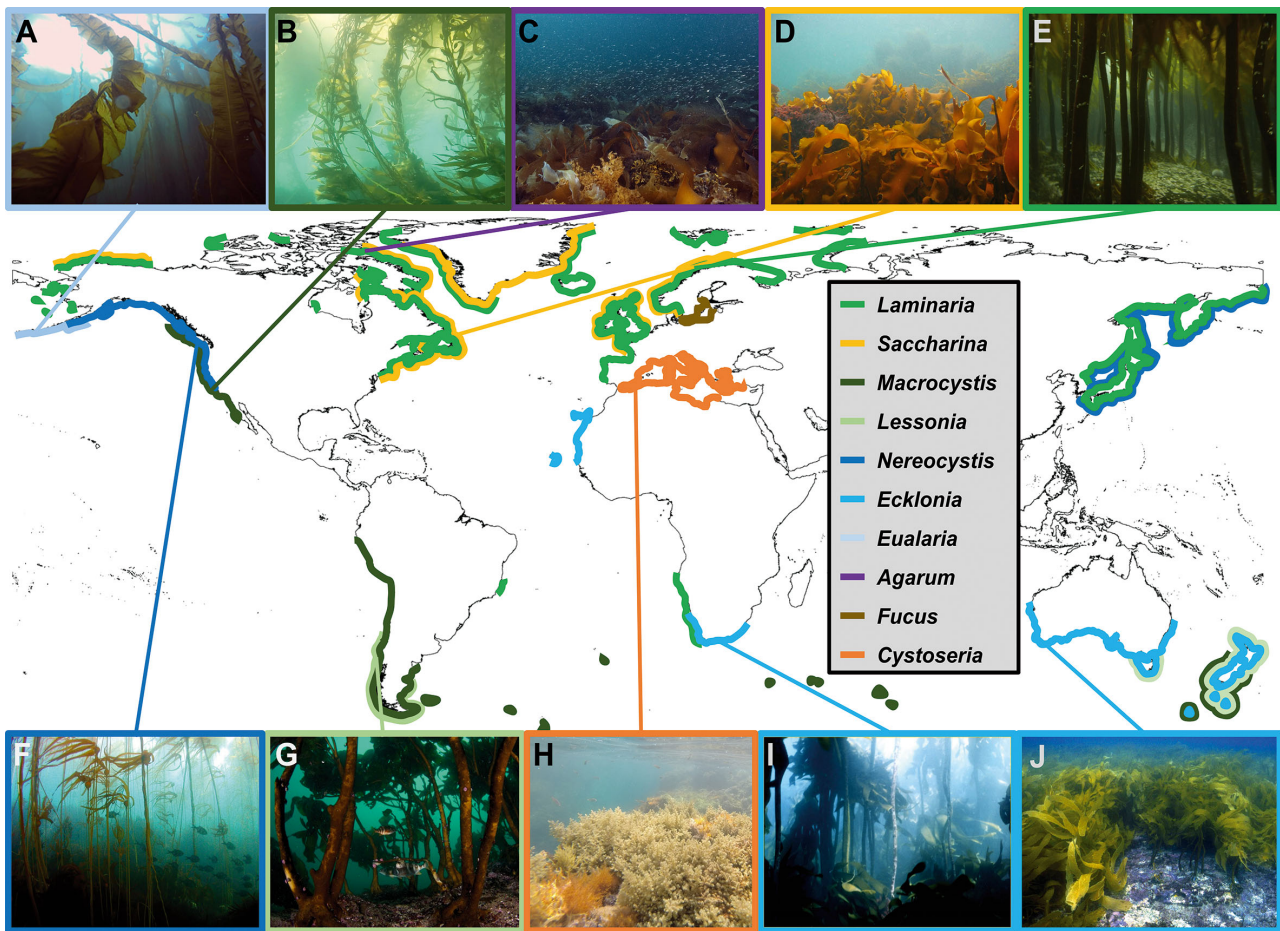 A
B
C
D
E
Laminaria
Saccharina
Macrocystis
Lessonia
Nereocystis
Ecklonia
Eualaria
Agarum
Fucus
Cystoseria
F
G
H
I
J